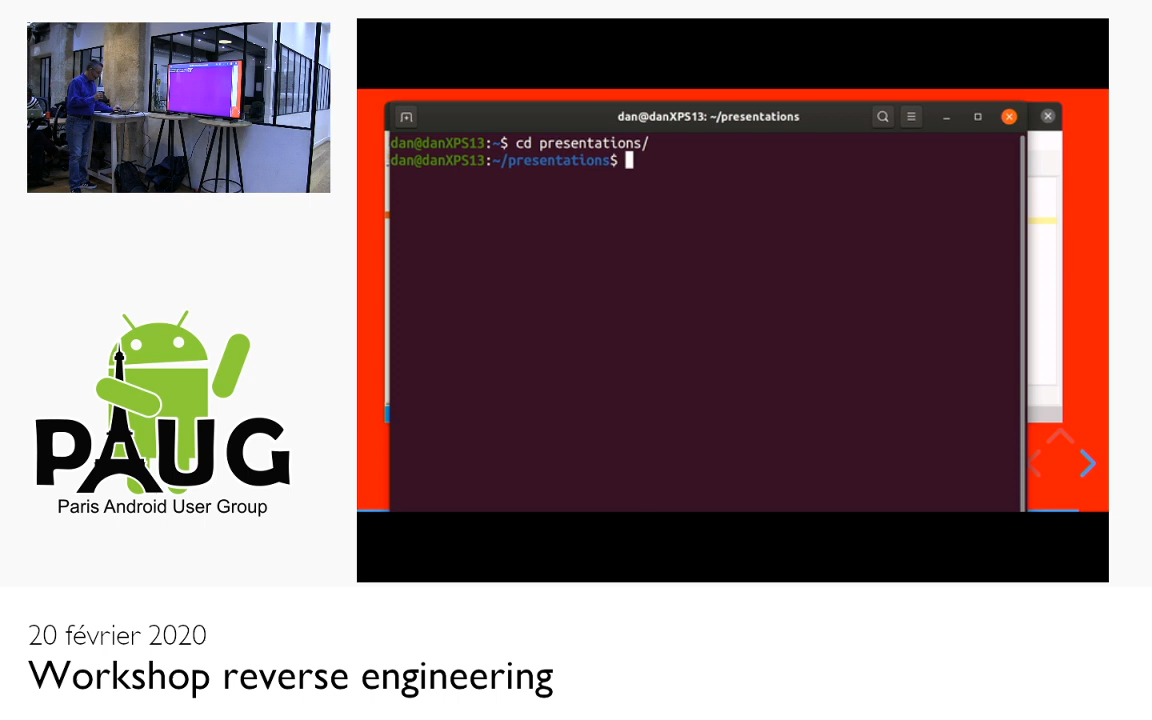 dan@danXPS13: ~/presentations
dan@danXPS13:~$ cd presentations/
dan@danXPS13:~/presentations$
PAUG
Paris Android User Group
20 février 2020
Workshop reverse engineering